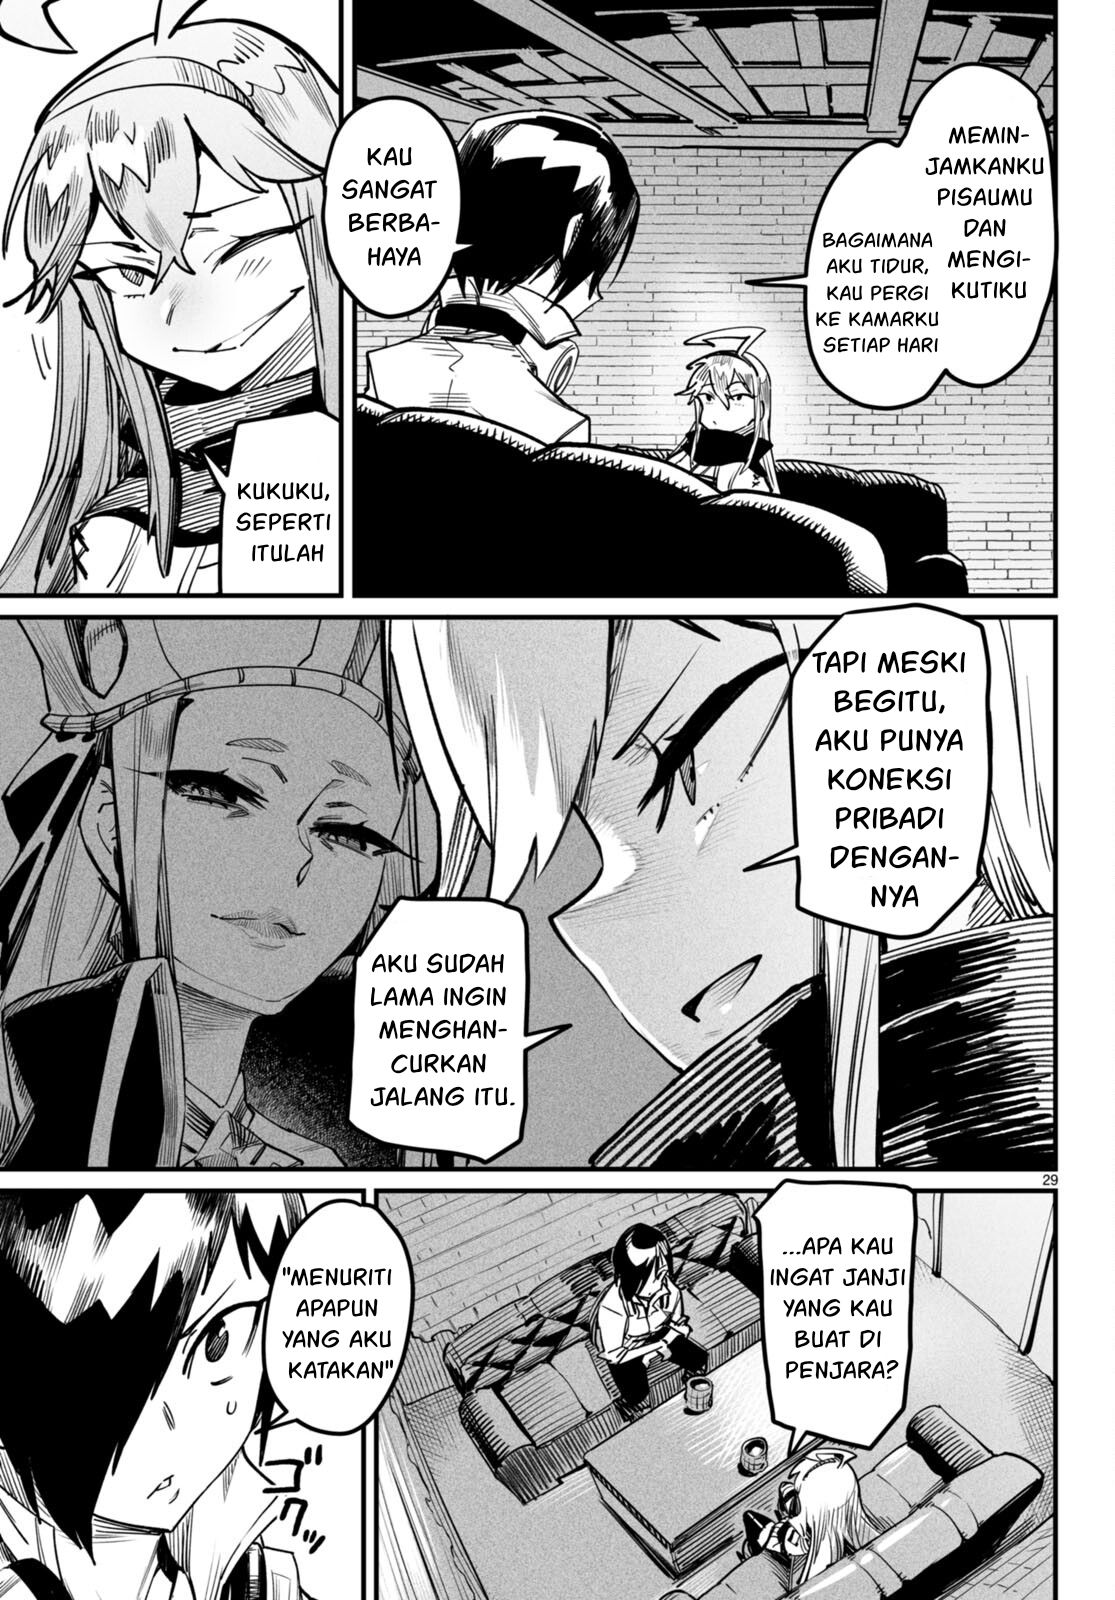 MEMIN-
JAMKANKU
PISAUMU
DAN
MENGI-
KUTIKU
BAGAIMANA
AKU TIDUR,
KAU PERGI
KE KAMARKU
SETIAP HARI
KAU
SANGAT
BERBA-
HAYA
KUKUKU,
SEPERTI
ITULAH
TAPI MESKI
BEGITU,
AKU PUNYA
KONEKSI
PRIBADI
DENGAN-
NYA
AKU SUDAH
LAMA INGIN
MENGHAN-
CURKAN
JALANG ITU.
29
...APA KAU
INGAT JANJI
YANG KAU
BUAT DI
PENJARA?
"MENURITI
APAPUN
YANG AKU
KATAKAN"
ゴク